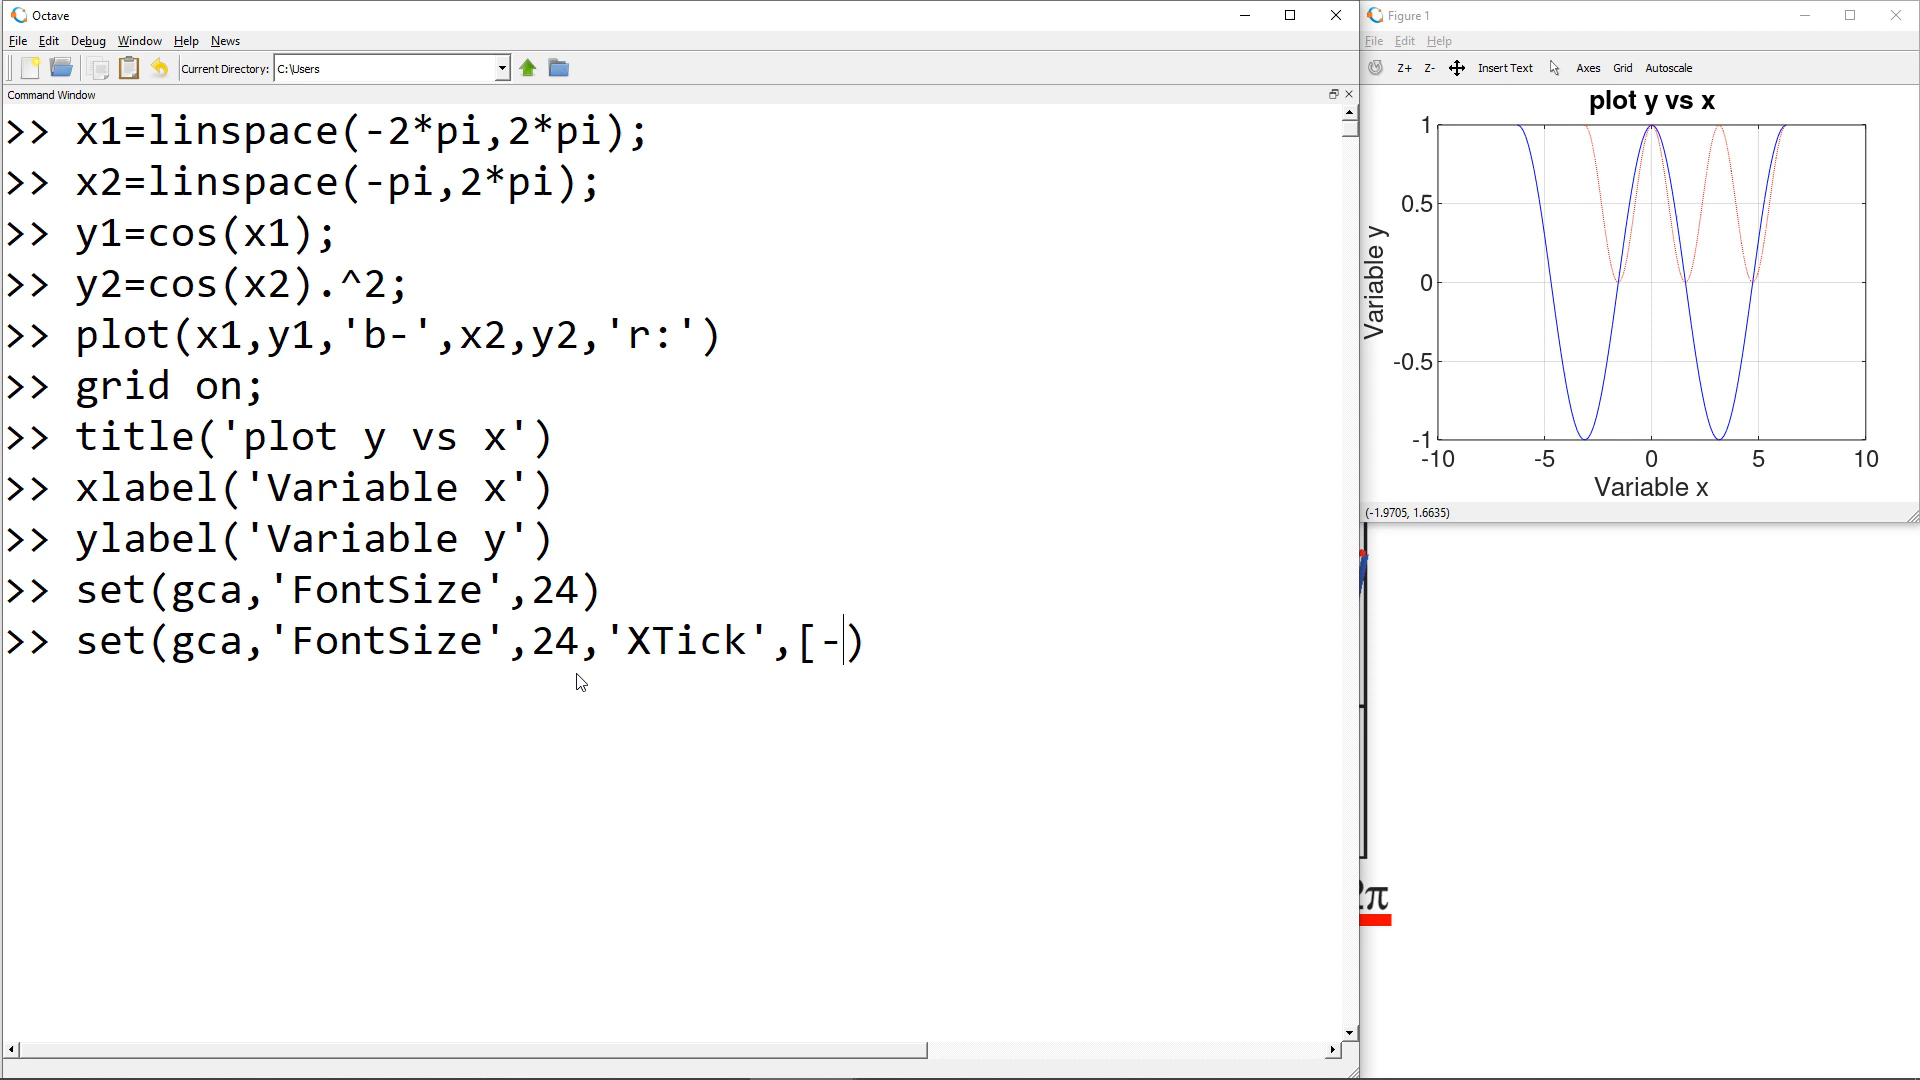 Octave
File Edit Debug Window Help News
Current Directory: C:\Users
Command Window
>> x1=linspace(-2*pi,2*pi);
>> x2=linspace(-pi,2*pi);
>> y1=cos(x1);
>> y2=cos(x2).^2;
>> plot(x1,y1,'b-',x2,y2,'r:')
>> grid on;
>> title('plot y vs x')
>> xlabel('Variable x')
>> ylabel('Variable y')
>> set(gca,'FontSize',24)
>> set(gca,'FontSize',24,'XTick',[-)
Figure 1
File Edit Help
Z+ Z- Insert Text Axes Grid Autoscale
plot y vs x
1
0.5
0
-0.5
-1
Variable y
-10 -5 0 5 10
Variable x
(-1.9705, 1.6635)
2π